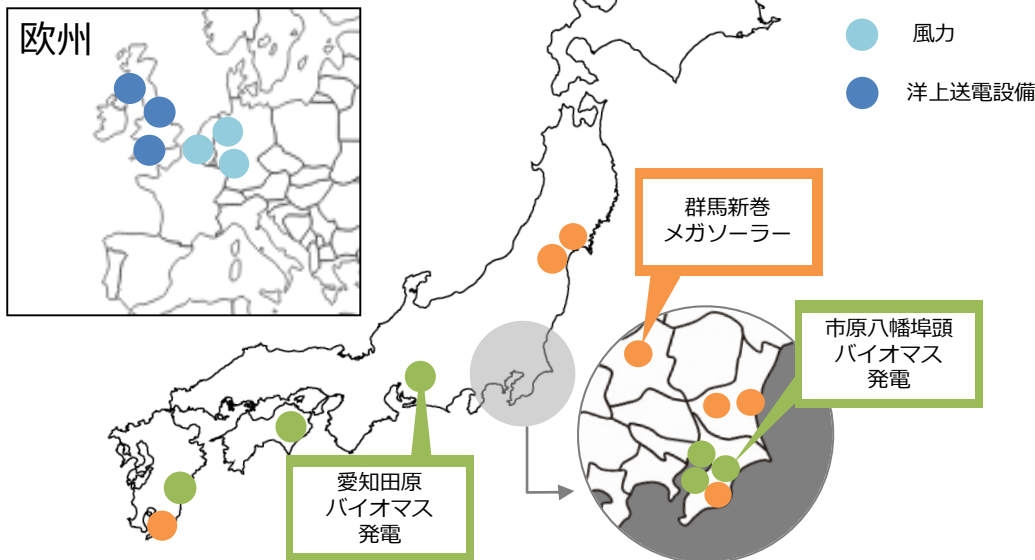 欧州
風力
洋上送電設備
群馬新巻
メガソーラー
市原八幡埠頭
バイオマス
発電
愛知田原
バイオマス
発電